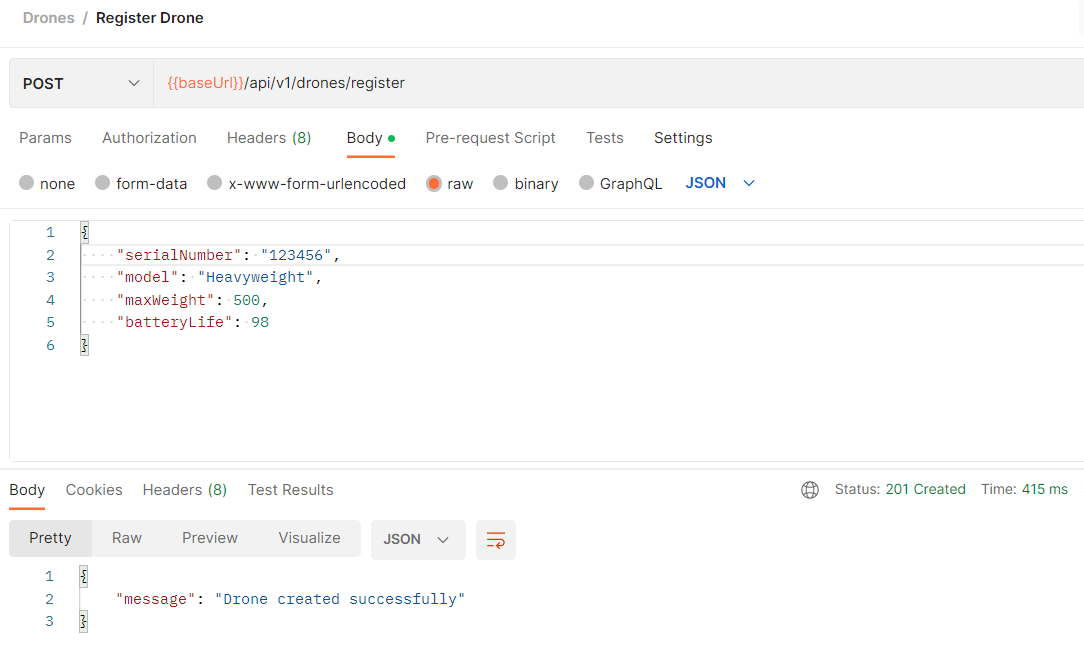 Drones / Register Drone
POST {{baseUrl}}/api/v1/drones/register
Params Authorization Headers (8) Body Pre-request Script Tests Settings
none form-data x-www-form-urlencoded raw binary GraphQL JSON
1 {
2 "serialNumber": "123456",
3 "model": "Heavyweight",
4 "maxWeight": 500,
5 "batteryLife": 98
6 }
Body Cookies Headers (8) Test Results Status: 201 Created Time: 415 ms
Pretty Raw Preview Visualize JSON
1 {
2 "message": "Drone created successfully"
3 }